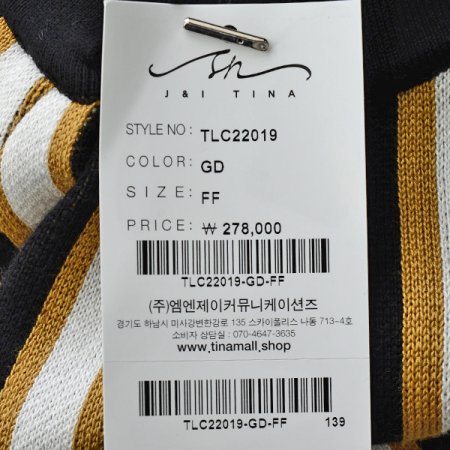 J & I TINA
STYLE NO : TLC22019
COLOR: GD
SIZE: FF
PRICE: ₩ 278,000
TLC22019-GD-FF
(주)엠엔제이커뮤니케이션즈
경기도 하남시 미사강변한강로 135 스카이폴리스 나동 713-4호
소비자 상담실 : 070-4647-3635
www.tinamall.shop
TLC22019-GD-FF 139